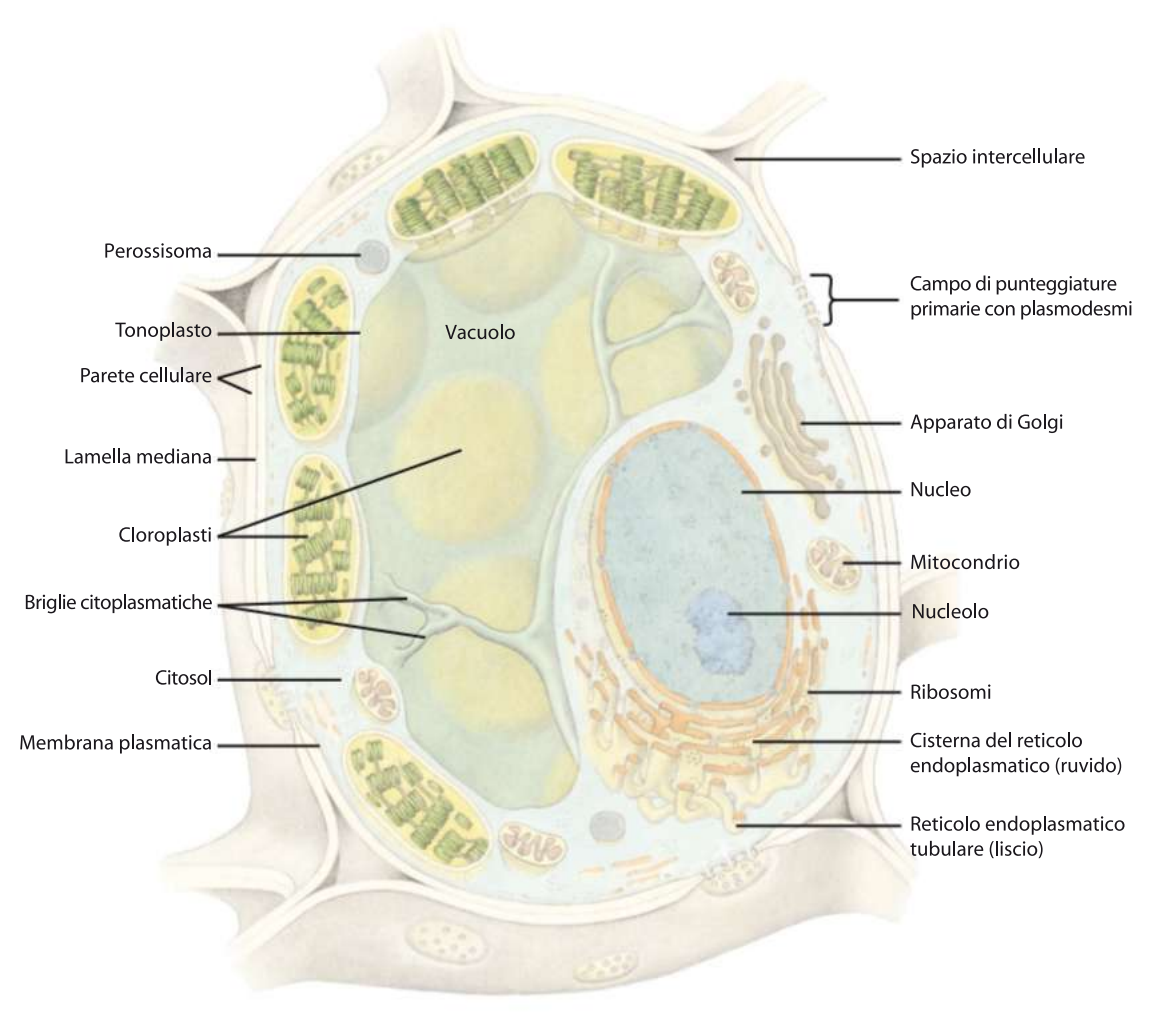 Perossisoma
Tonoplasto
Parete cellulare
Lamella mediana
Cloroplasti
Briglie citoplasmatiche
Citosol
Membrana plasmatica
Vacuolo
Spazio intercellulare
Campo di punteggiature
primarie con plasmodesmi
Apparato di Golgi
Nucleo
Mitocondrio
Nucleolo
Ribosomi
Cisterna del reticolo
endoplasmatico (ruvido)
Reticolo endoplasmatico
tubulare (liscio)